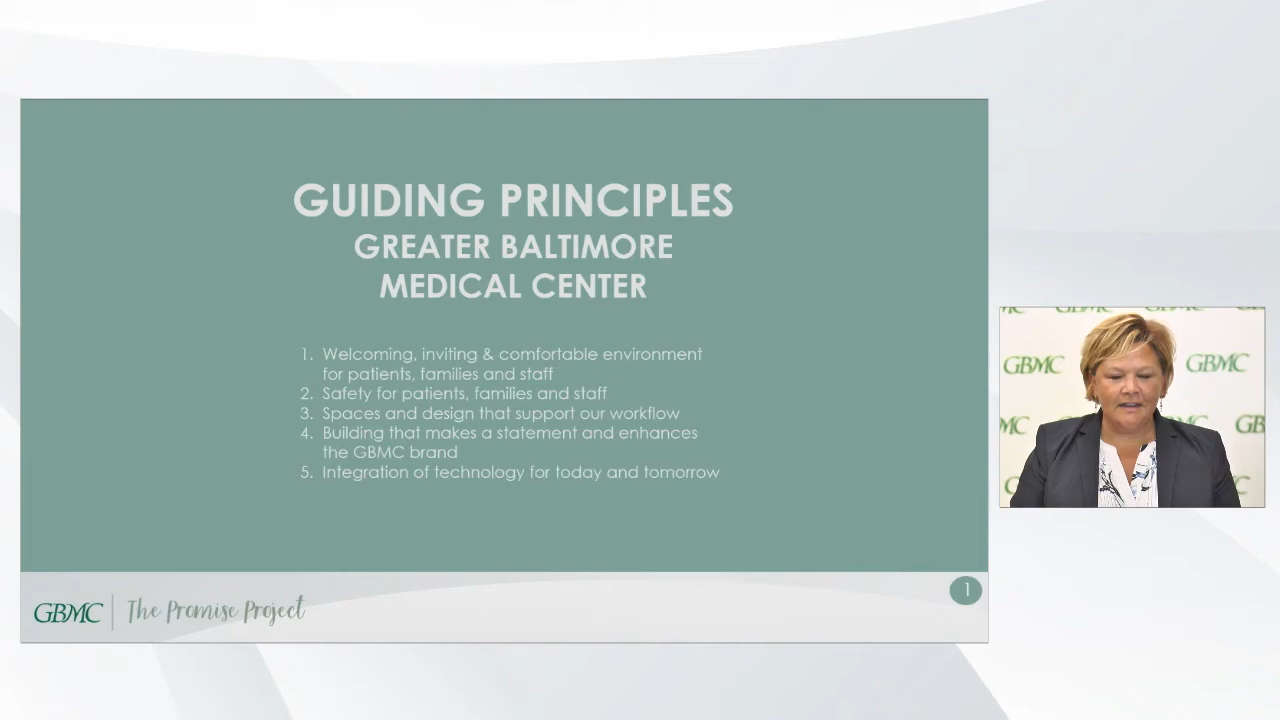 GUIDING PRINCIPLES
GREATER BALTIMORE
MEDICAL CENTER
1. Welcoming, inviting & comfortable environment
for patients, families and staff
2. Safety for patients, families and staff
3. Spaces and design that support our workflow
4. Building that makes a statement and enhances
the GBMC brand
5. Integration of technology for today and tomorrow
GBMC The Promise Project
1
GBMC
GBMC
GBMC